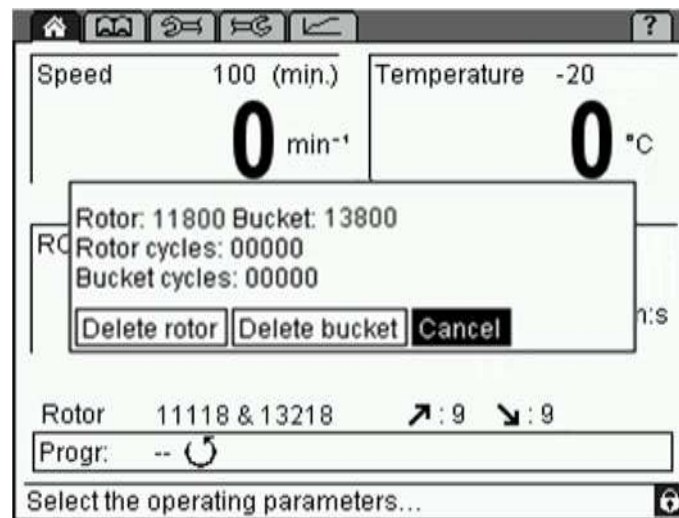 ?
Speed 100 (min.) Temperature -20
0 min⁻¹ 0 °C
Rotor: 11800 Bucket: 13800
Rotor cycles: 00000
Bucket cycles: 00000
Delete rotor Delete bucket Cancel
RO
n:s
Rotor 11118 & 13218 ↗:9 ↘:9
Progr: --
Select the operating parameters...